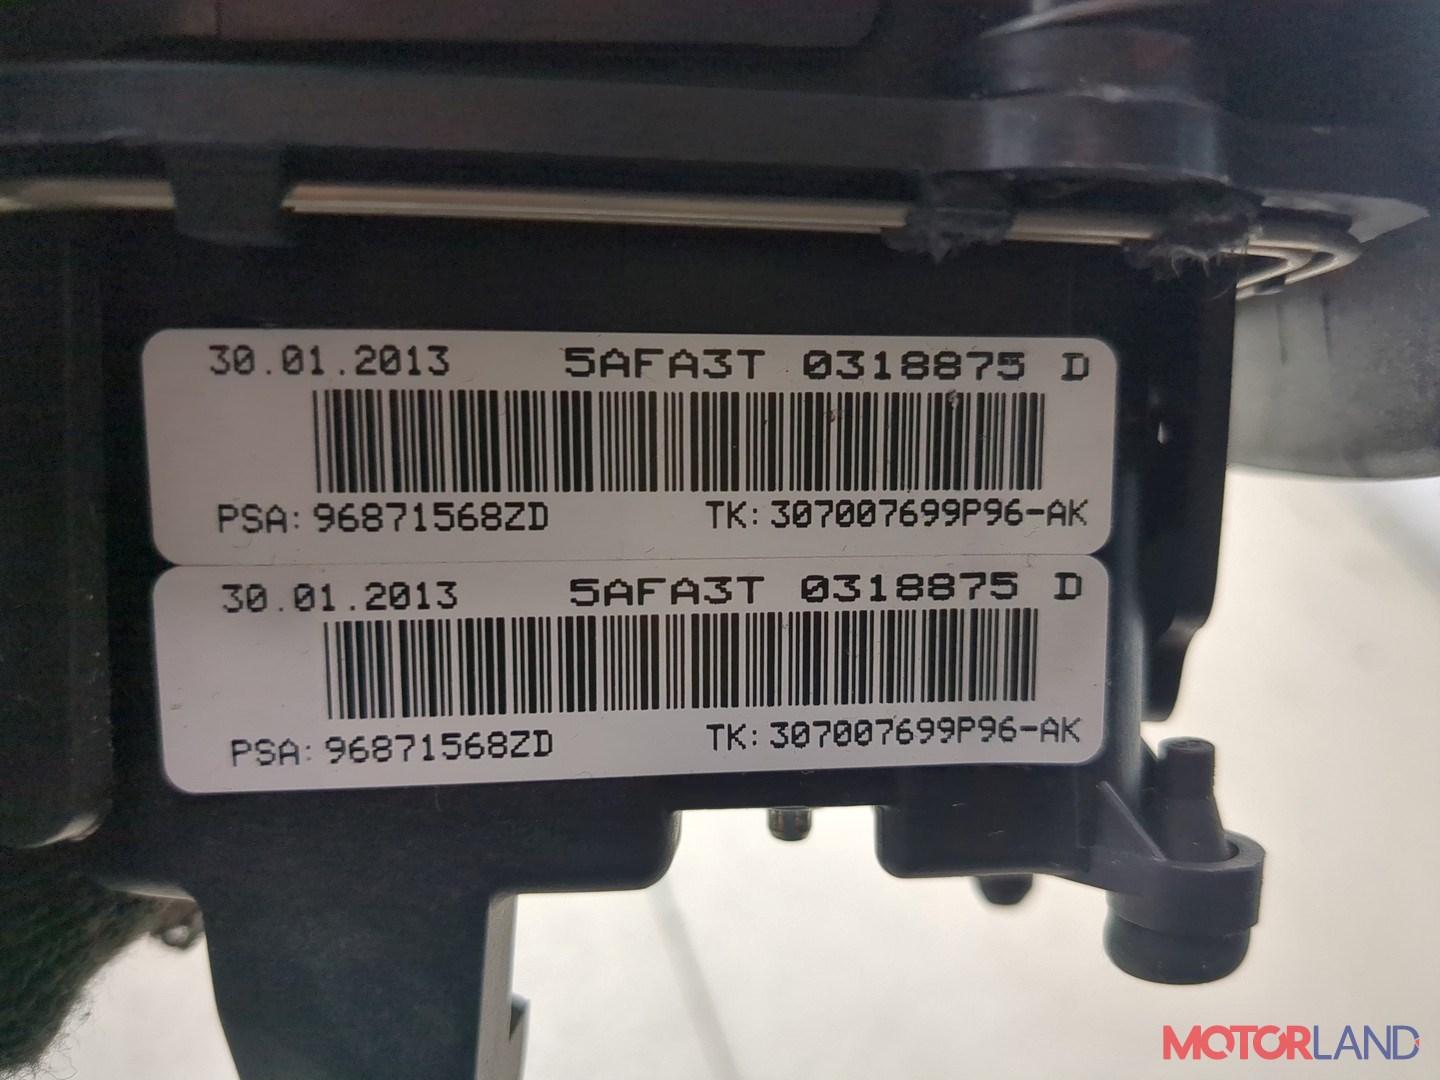 30.01.2013 5AFA3T 0318875 D
PSA: 96871568ZD TK: 307007699P96-AK
30.01.2013 5AFA3T 0318875 D
PSA: 96871568ZD TK: 307007699P96-AK
MOTORLAND